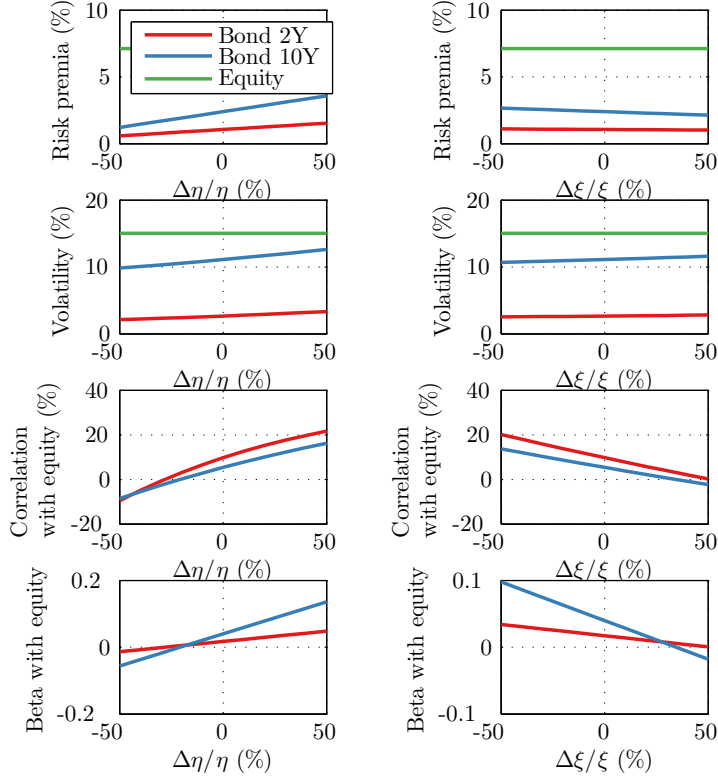 Risk premia (%)
10
5
0
-50
0
50
Δη/η (%)
Bond 2Y
Bond 10Y
Equity
Risk premia (%)
10
5
0
-50
0
50
Δξ/ξ (%)
Volatility (%)
20
10
0
-50
0
50
Δη/η (%)
Volatility (%)
20
10
0
-50
0
50
Δξ/ξ (%)
Correlation
with equity (%)
40
20
0
-20
-50
0
50
Δη/η (%)
Correlation
with equity (%)
40
20
0
-20
-50
0
50
Δξ/ξ (%)
Beta with equity
0.2
0
-0.2
-50
0
50
Δη/η (%)
Beta with equity
0.1
0
-0.1
-50
0
50
Δξ/ξ (%)